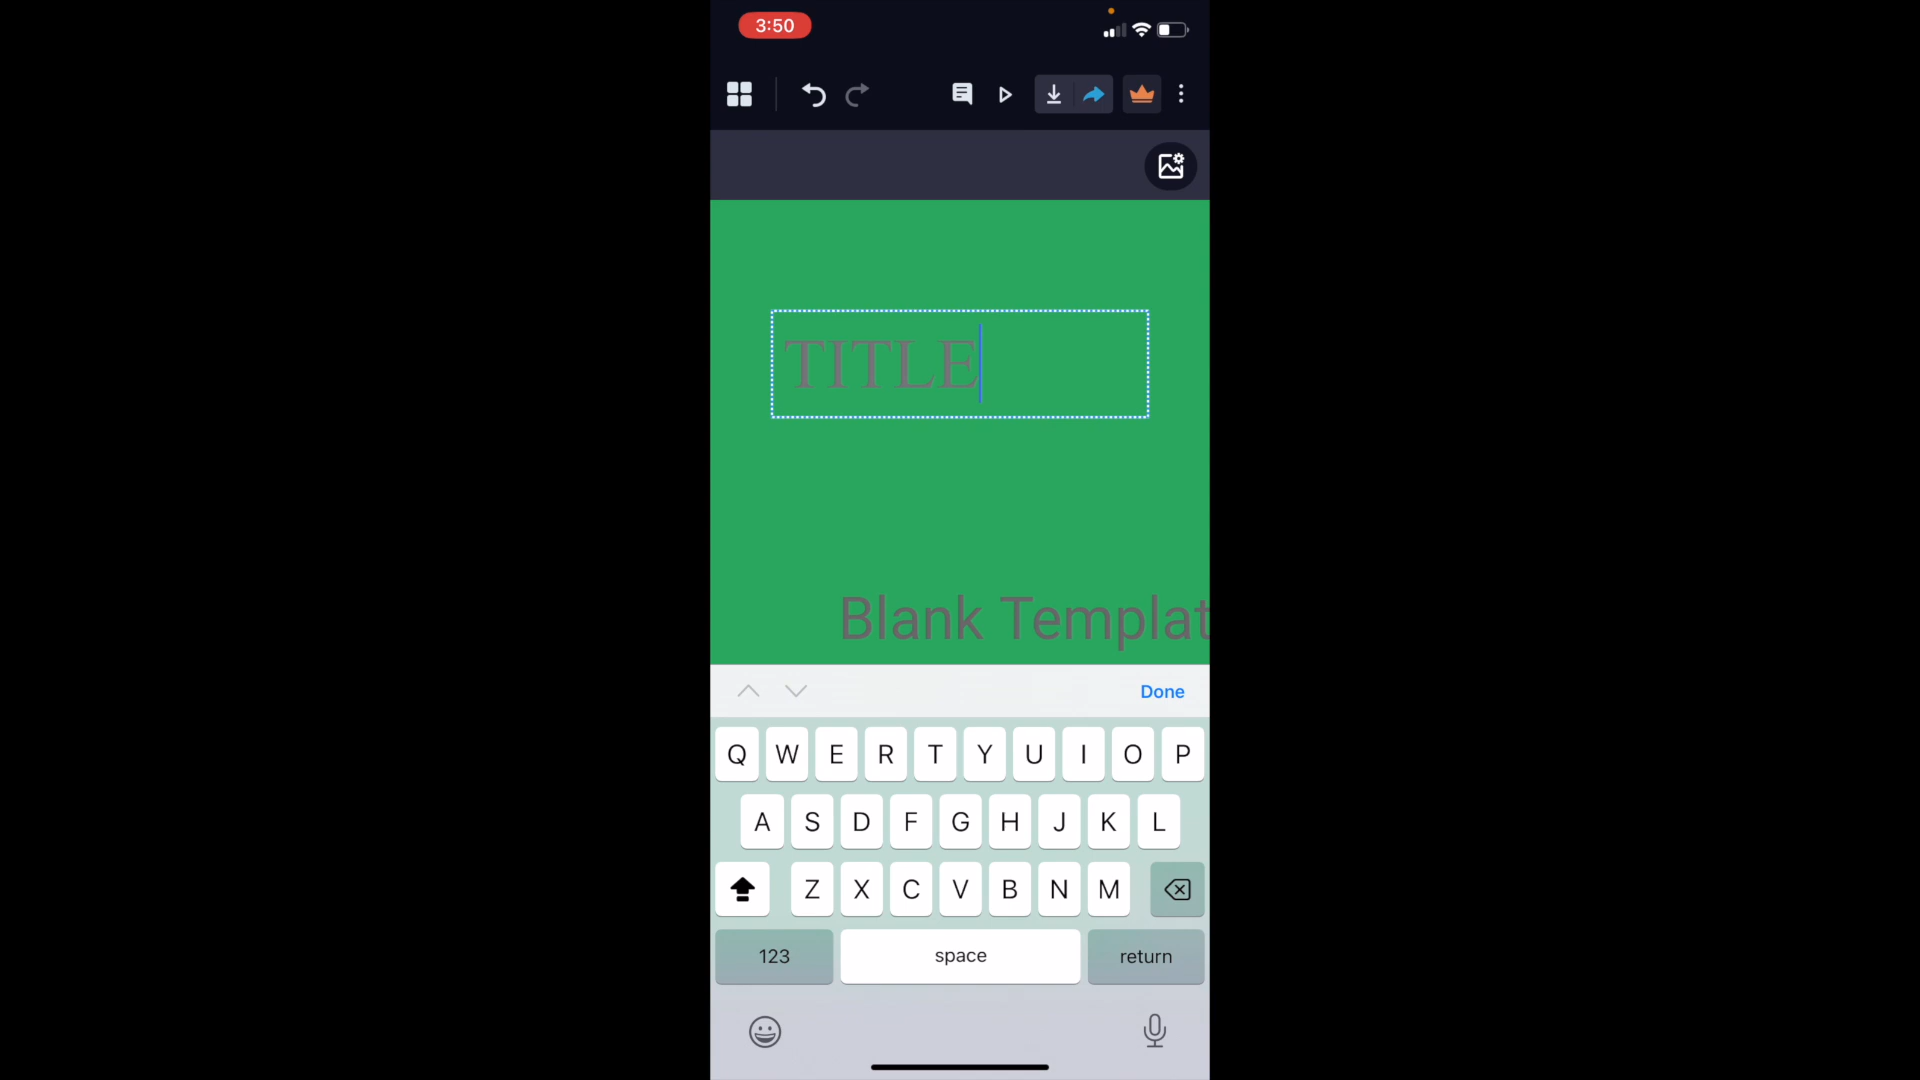 3:50
TITLE
Blank Templat
Done
Q W E R T Y U I O P
A S D F G H J K L
Z X C V B N M
123 space return